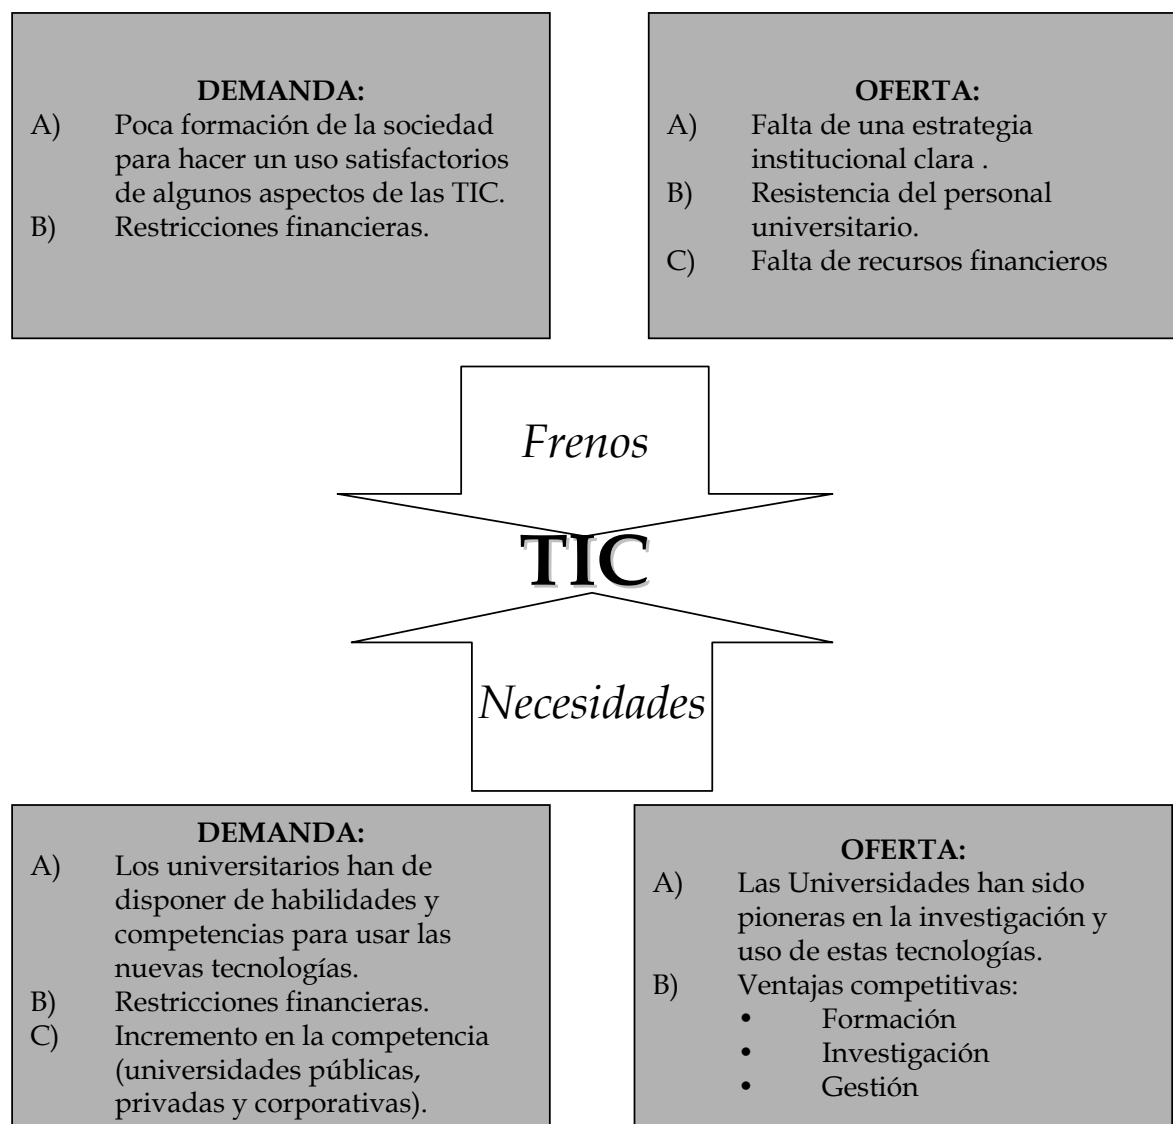 DEMANDA:
A) Poca formación de la sociedad
para hacer un uso satisfactorios
de algunos aspectos de las TIC.
B) Restricciones financieras.
OFERTA:
A) Falta de una estrategia
institucional clara .
B) Resistencia del personal
universitario.
C) Falta de recursos financieros
Frenos
TIC
Necesidades
DEMANDA:
A) Los universitarios han de
disponer de habilidades y
competencias para usar las
nuevas tecnologías.
B) Restricciones financieras.
C) Incremento en la competencia
(universidades públicas,
privadas y corporativas).
OFERTA:
A) Las Universidades han sido
pioneras en la investigación y
uso de estas tecnologías.
B) Ventajas competitivas:
• Formación
• Investigación
• Gestión